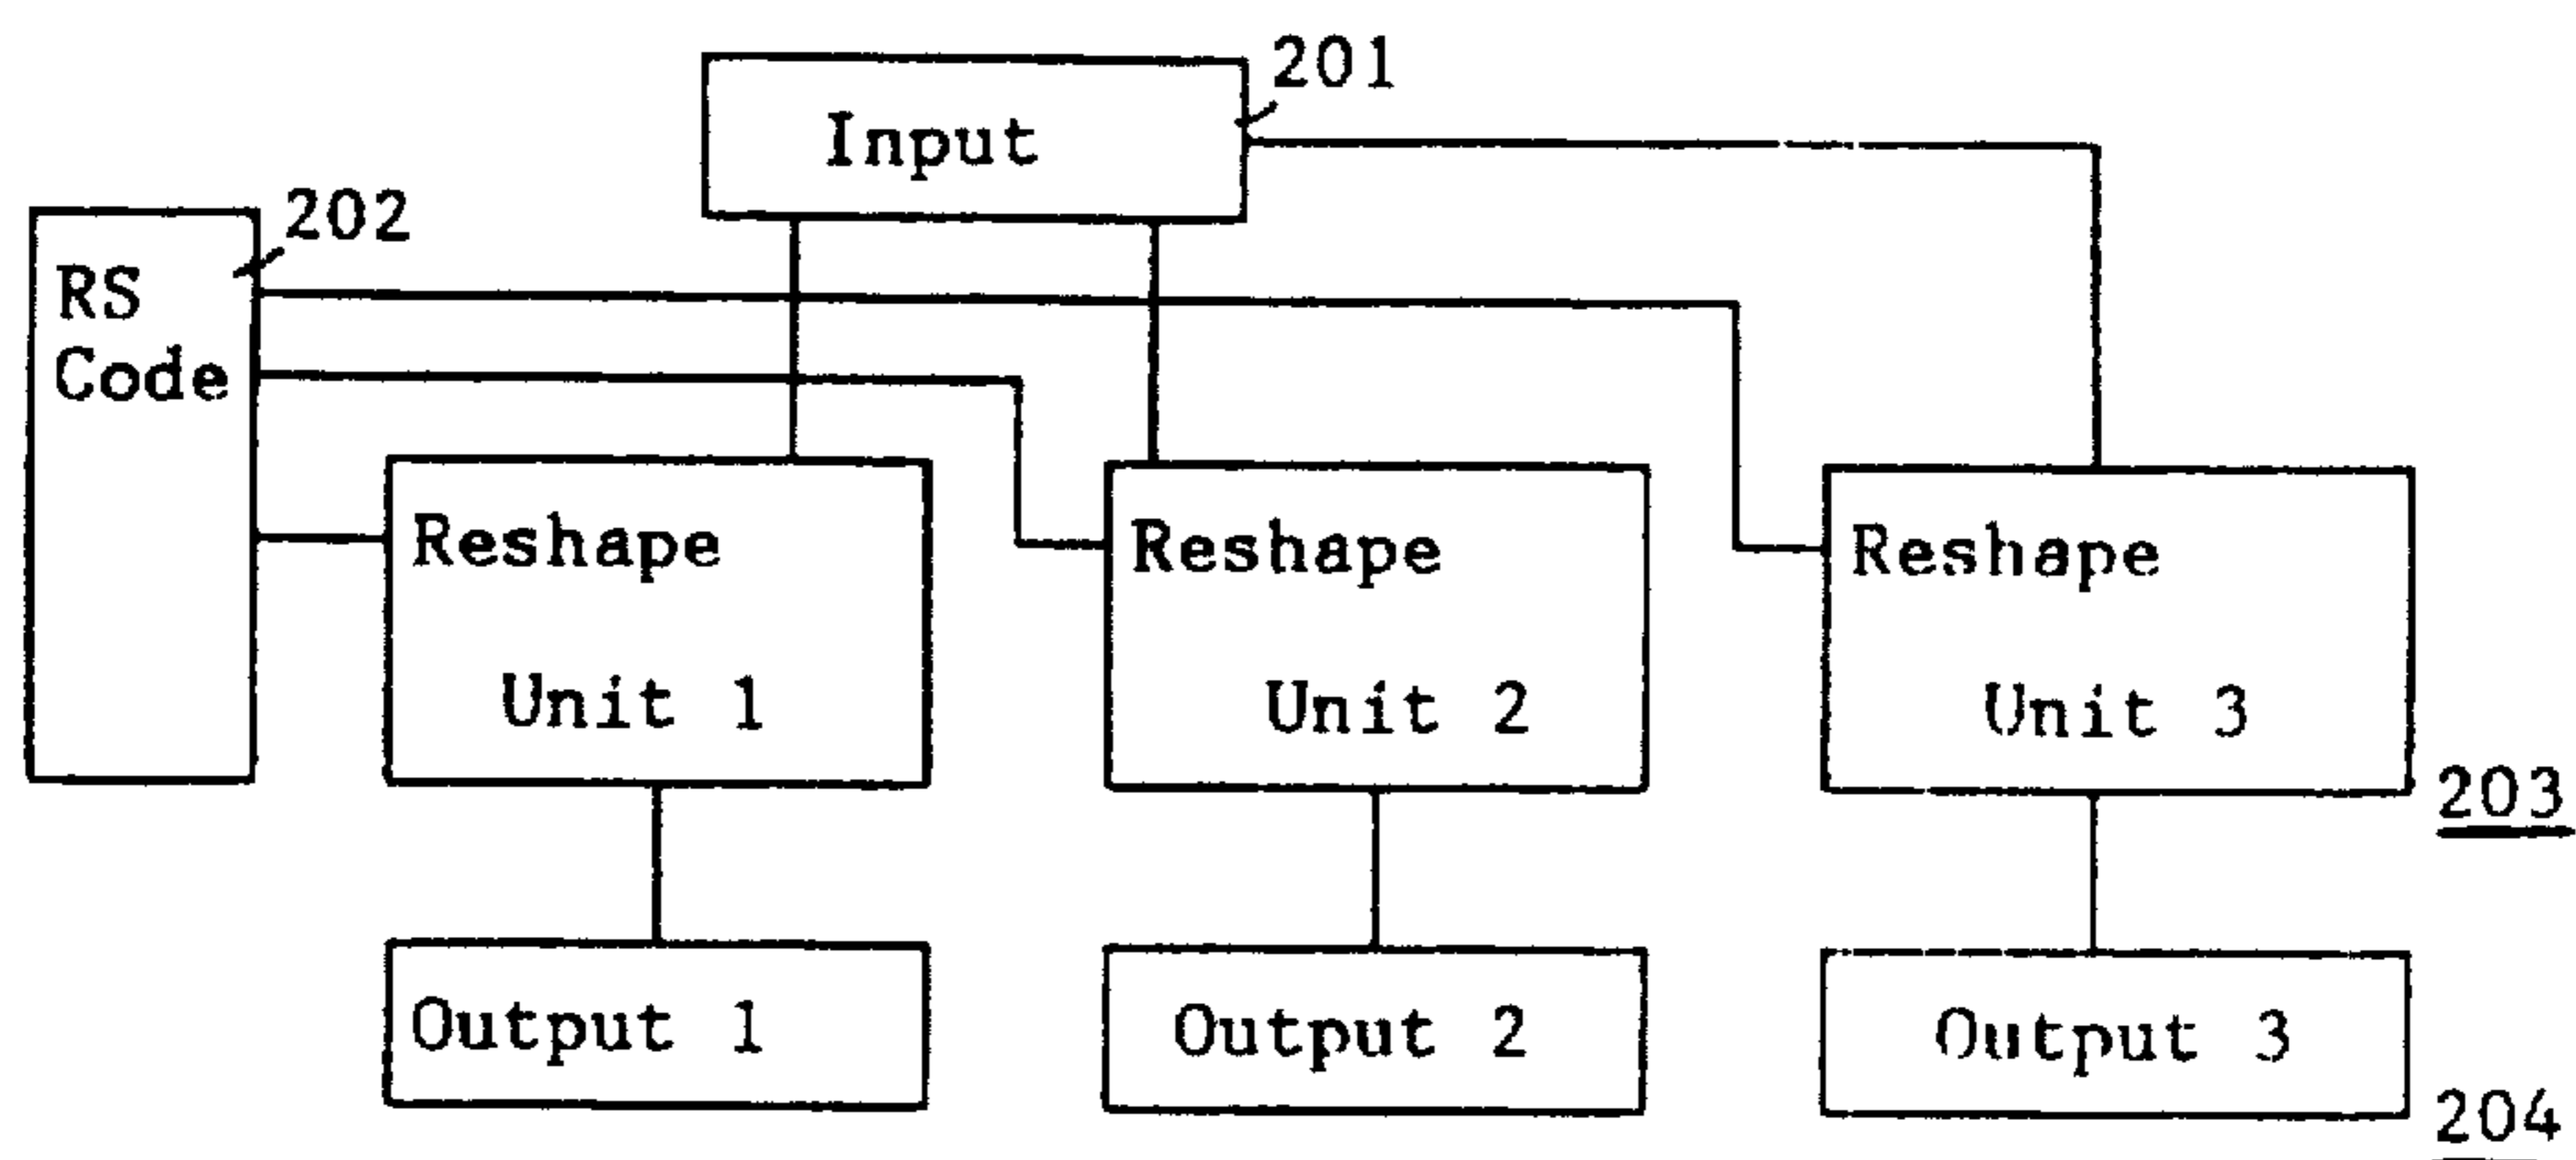 201
Input
202
RS
Code
Reshape
Unit 1
Reshape
Unit 2
Reshape
Unit 3
203
Output 1
Output 2
Output 3
204